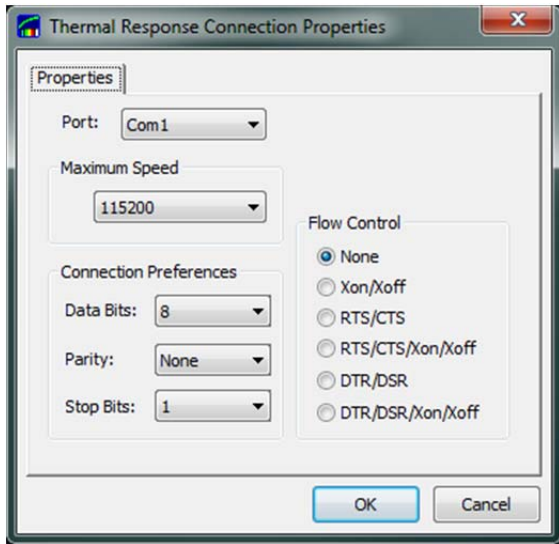 Thermal Response Connection Properties
Properties
Port: Com1
Maximum Speed
115200
Connection Preferences
Data Bits: 8
Parity: None
Stop Bits: 1
Flow Control
None
Xon/Xoff
RTS/CTS
RTS/CTS/Xon/Xoff
DTR/DSR
DTR/DSR/Xon/Xoff
OK Cancel